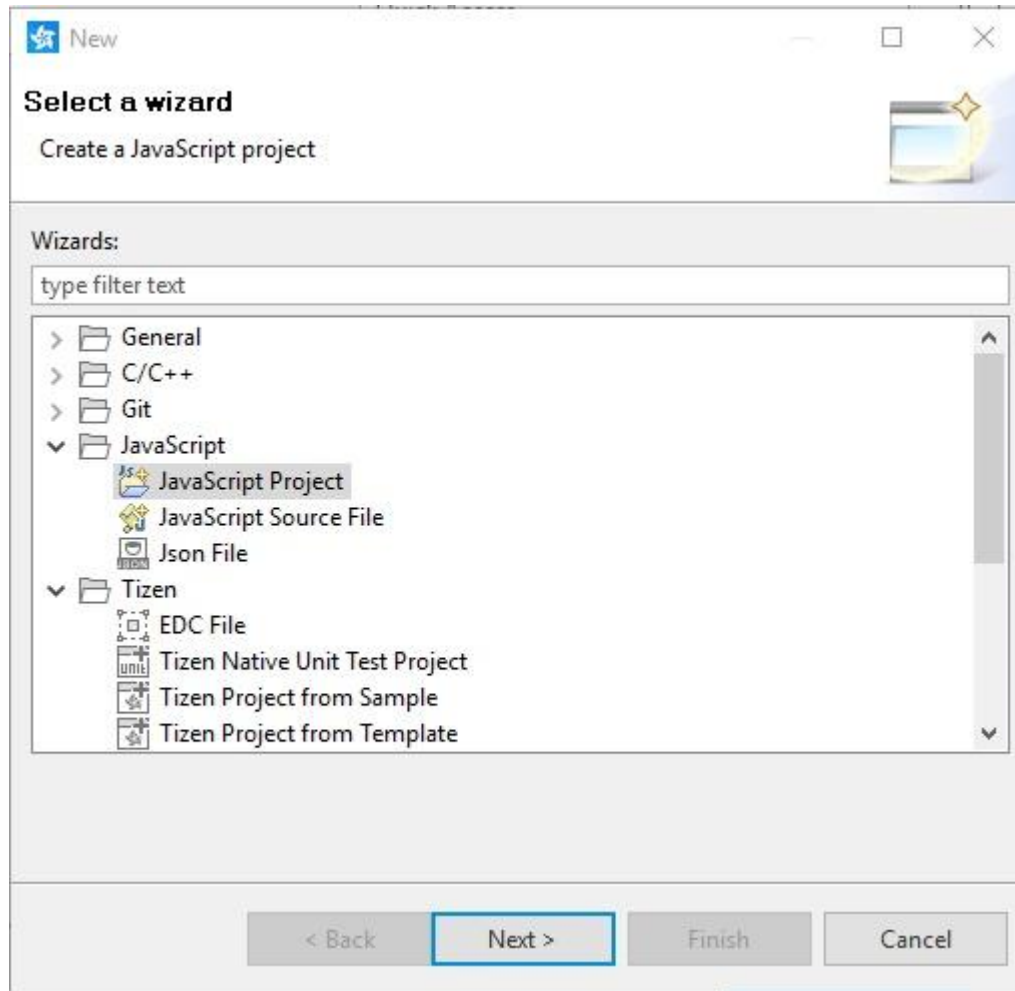 New
Select a wizard
Create a JavaScript project
Wizards:
type filter text
General
C/C++
Git
JavaScript
JavaScript Project
JavaScript Source File
Json File
Tizen
EDC File
Tizen Native Unit Test Project
Tizen Project from Sample
Tizen Project from Template
< Back Next > Finish Cancel